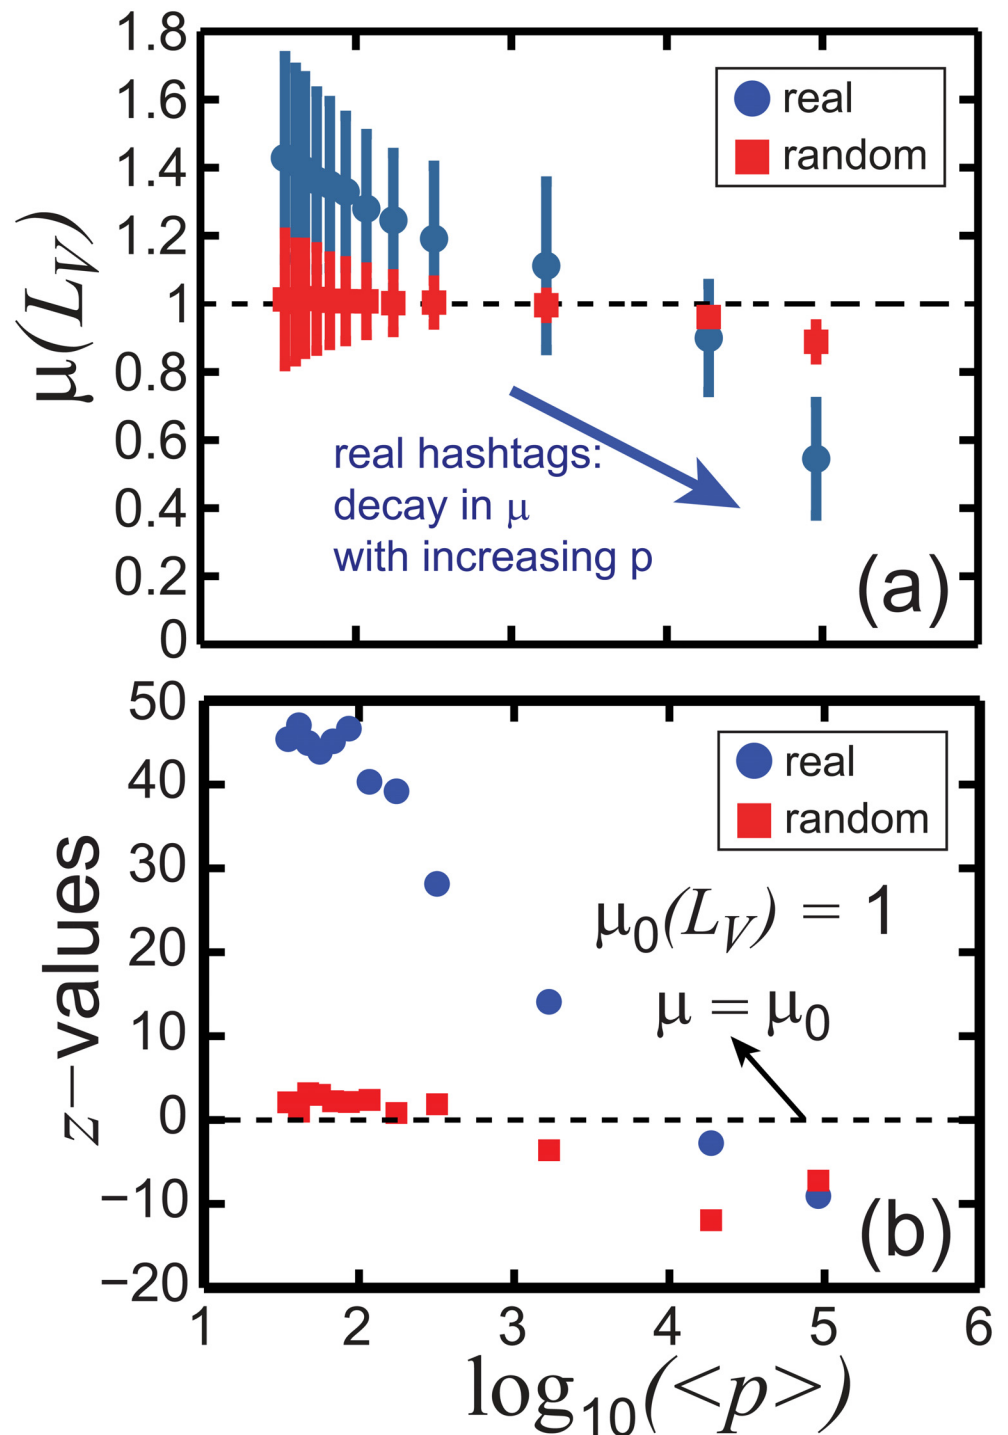 1.8
1.6
1.4
1.2
1
0.8
0.6
0.4
0.2
0
μ(L_V)
real
random
real hashtags:
decay in μ
with increasing p
(a)
50
40
30
20
10
0
−10
−20
z−values
real
random
μ₀(L_V) = 1
μ = μ₀
(b)
1 2 3 4 5 6
log₁₀(<p>)